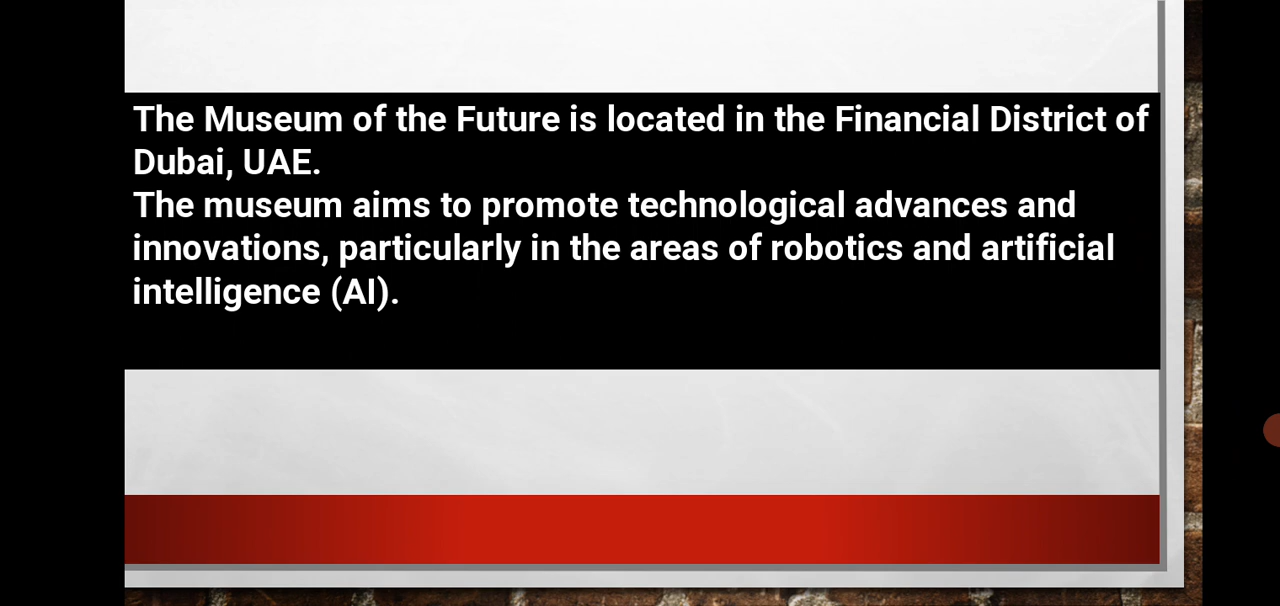 The Museum of the Future is located in the Financial District of
Dubai, UAE.
The museum aims to promote technological advances and
innovations, particularly in the areas of robotics and artificial
intelligence (AI).